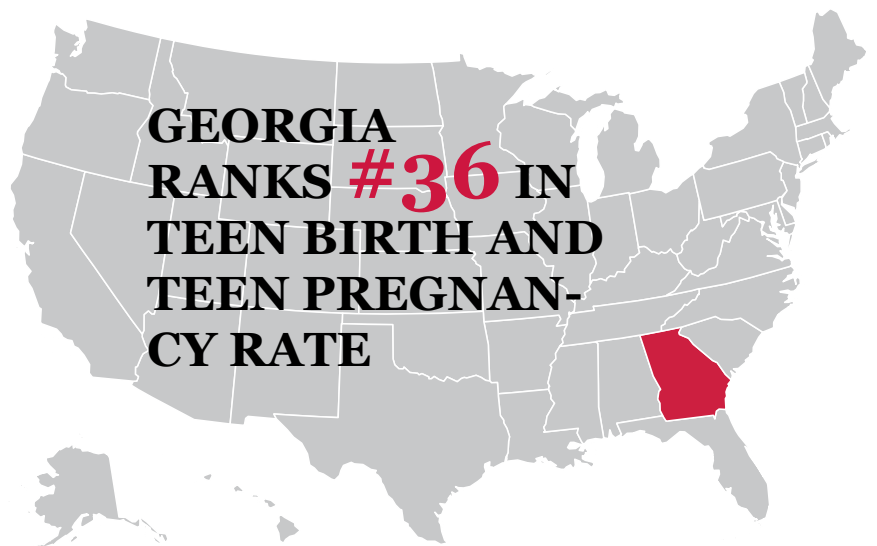 GEORGIA
RANKS #36 IN
TEEN BIRTH AND
TEEN PREGNAN-
CY RATE